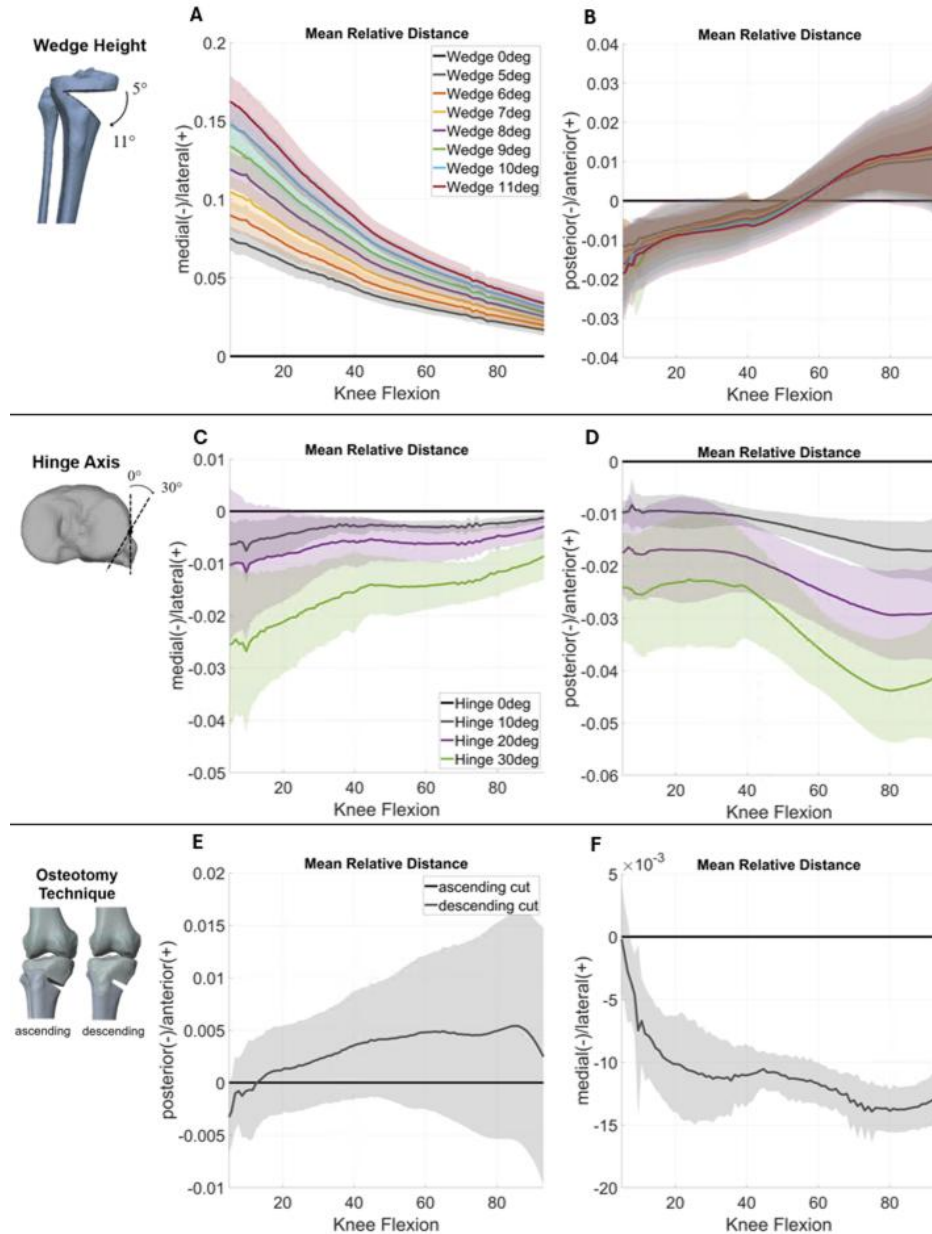 A
B
Wedge Height
5°
11°
Mean Relative Distance
0.2
0.15
0.1
0.05
0
medial(-)/lateral(+)
Wedge 0deg
Wedge 5deg
Wedge 6deg
Wedge 7deg
Wedge 8deg
Wedge 9deg
Wedge 10deg
Wedge 11deg
20 40 60 80
Knee Flexion
Mean Relative Distance
0.04
0.03
0.02
0.01
0
-0.01
-0.02
-0.03
-0.04
posterior(-)/anterior(+)
20 40 60 80
Knee Flexion
C
D
Hinge Axis
0°
30°
Mean Relative Distance
0.01
0
-0.01
-0.02
-0.03
-0.04
-0.05
medial(-)/lateral(+)
Hinge 0deg
Hinge 10deg
Hinge 20deg
Hinge 30deg
20 40 60 80
Knee Flexion
Mean Relative Distance
0
-0.01
-0.02
-0.03
-0.04
-0.05
-0.06
posterior(-)/anterior(+)
20 40 60 80
Knee Flexion
E
F
Osteotomy
Technique
ascending descending
Mean Relative Distance
0.02
0.015
0.01
0.005
0
-0.005
-0.01
posterior(-)/anterior(+)
ascending cut
descending cut
20 40 60 80
Knee Flexion
×10⁻³
Mean Relative Distance
5
0
-5
-10
-15
-20
medial(-)/lateral(+)
20 40 60 80
Knee Flexion